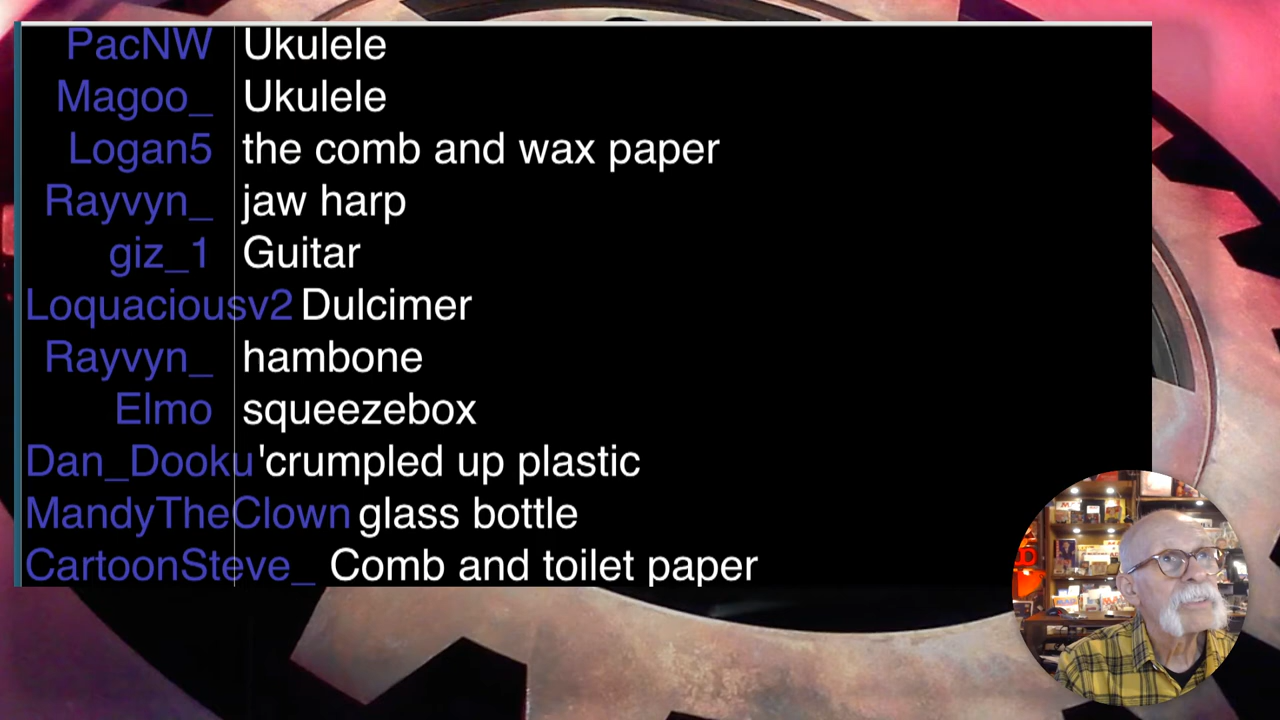 PacNW Ukulele
Magoo_ Ukulele
Logan5 the comb and wax paper
Rayvyn_ jaw harp
giz_1 Guitar
Loquaciousv2 Dulcimer
Rayvyn_ hambone
Elmo squeezebox
Dan_Dooku 'crumpled up plastic
MandyTheClown glass bottle
CartoonSteve_ Comb and toilet paper